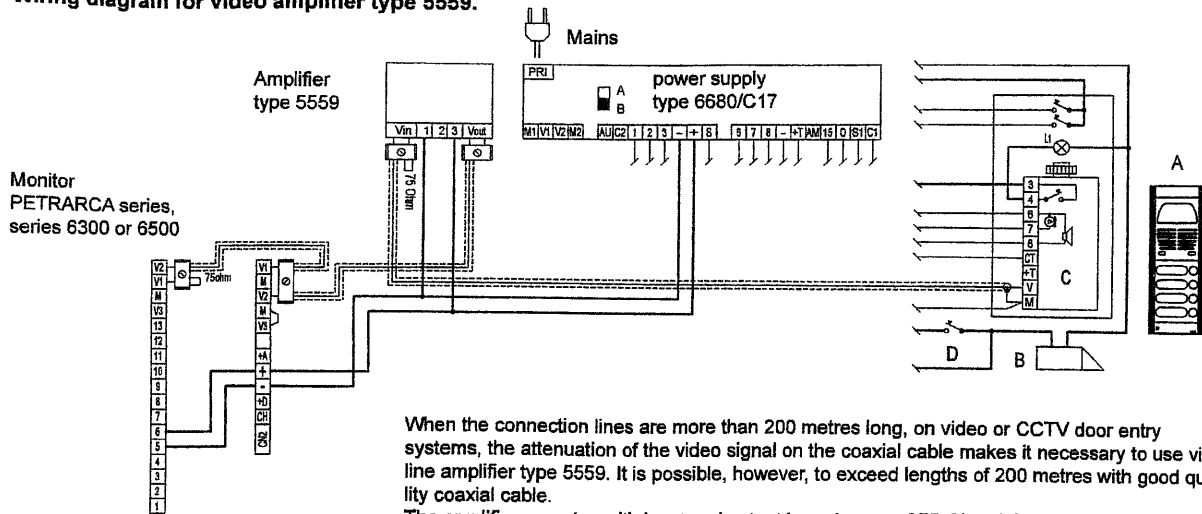 Wiring diagram for video amplifier type 5559.
Mains
Amplifier
type 5559
PRI
A
B
power supply
type 6680/C17
Vin 1 2 3 Vout
M1 V1 V2 M2 AU C2 1 2 3 – + S 6 7 8 – +T AM 15 0 S1 C1
75 Ohm
L1
A
Monitor
PETRARCA series,
series 6300 or 6500
3
4
6
7
8
CT
+T
V
M
C
D
B
V2
V1
M
V3
13
12
11
10
9
8
7
6
5
4
3
2
1
75ohm
V1
M
V2
M
V3
+A
+
-
+D
CH
When the connection lines are more than 200 metres long, on video or CCTV door entry
systems, the attenuation of the video signal on the coaxial cable makes it necessary to use vi
line amplifier type 5559. It is possible, however, to exceed lengths of 200 metres with good qu
lity coaxial cable.